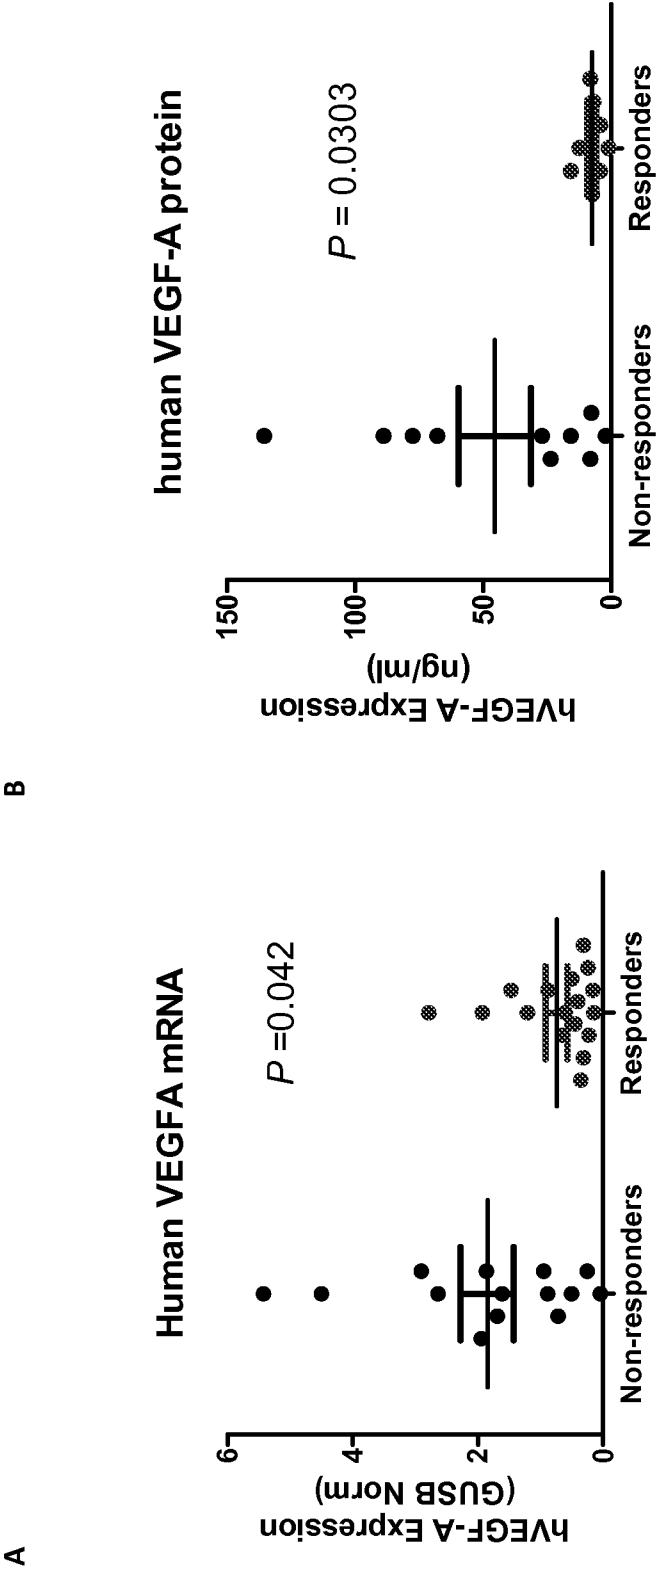 A
Human VEGFA mRNA
P =0.042
hVEGF-A Expression
(GUSB Norm)
6
4
2
0
Non-responders
Responders
B
human VEGF-A protein
P = 0.0303
hVEGF-A Expression
(ng/ml)
150
100
50
0
Non-responders
Responders